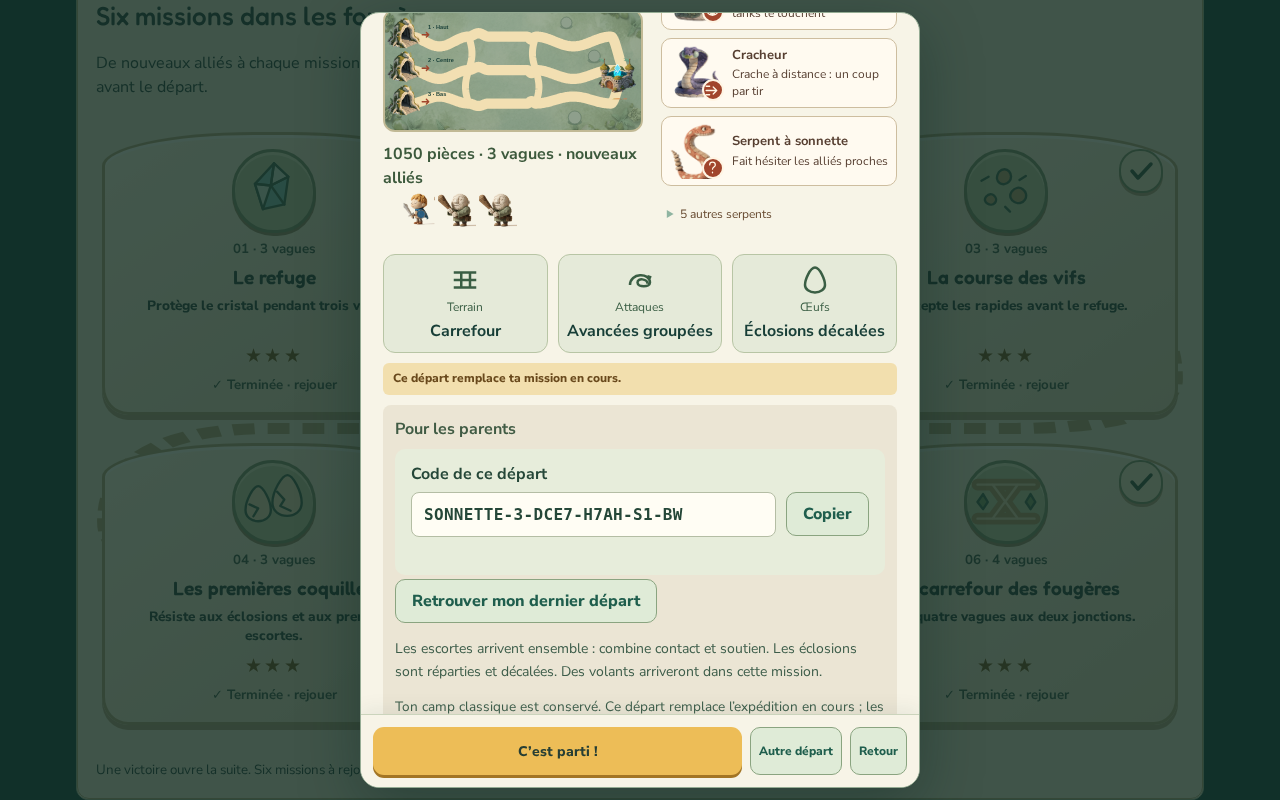 Six missions dans les fo
De nouveaux alliés à chaque mission
avant le départ.
01 · 3 vagues
Le refuge
Protège le cristal pendant trois v
★★★
✓ Terminée · rejouer
04 · 3 vagues
Les premières coquille
Résiste aux éclosions et aux prem
escortes.
★★★
✓ Terminée · rejouer
Une victoire ouvre la suite. Six missions à rejo
1 · Haut
2 · Centre
3 · Bas
1050 pièces · 3 vagues · nouveaux
alliés
tanks le touchent
Cracheur
Crache à distance : un coup
par tir
Serpent à sonnette
?
Fait hésiter les alliés proches
5 autres serpents
Terrain
Carrefour
Attaques
Avancées groupées
Œufs
Éclosions décalées
Ce départ remplace ta mission en cours.
Pour les parents
Code de ce départ
SONNETTE-3-DCE7-H7AH-S1-BW
Copier
Retrouver mon dernier départ
Les escortes arrivent ensemble : combine contact et soutien. Les éclosions
sont réparties et décalées. Des volants arriveront dans cette mission.
Ton camp classique est conservé. Ce départ remplace l'expédition en cours ; les
C'est parti !
Autre départ
Retour
03 · 3 vagues
La course des vifs
epte les rapides avant le refuge.
★★★
✓ Terminée · rejouer
06 · 4 vagues
carrefour des fougères
quatre vagues aux deux jonctions.
★★★
✓ Terminée · rejouer